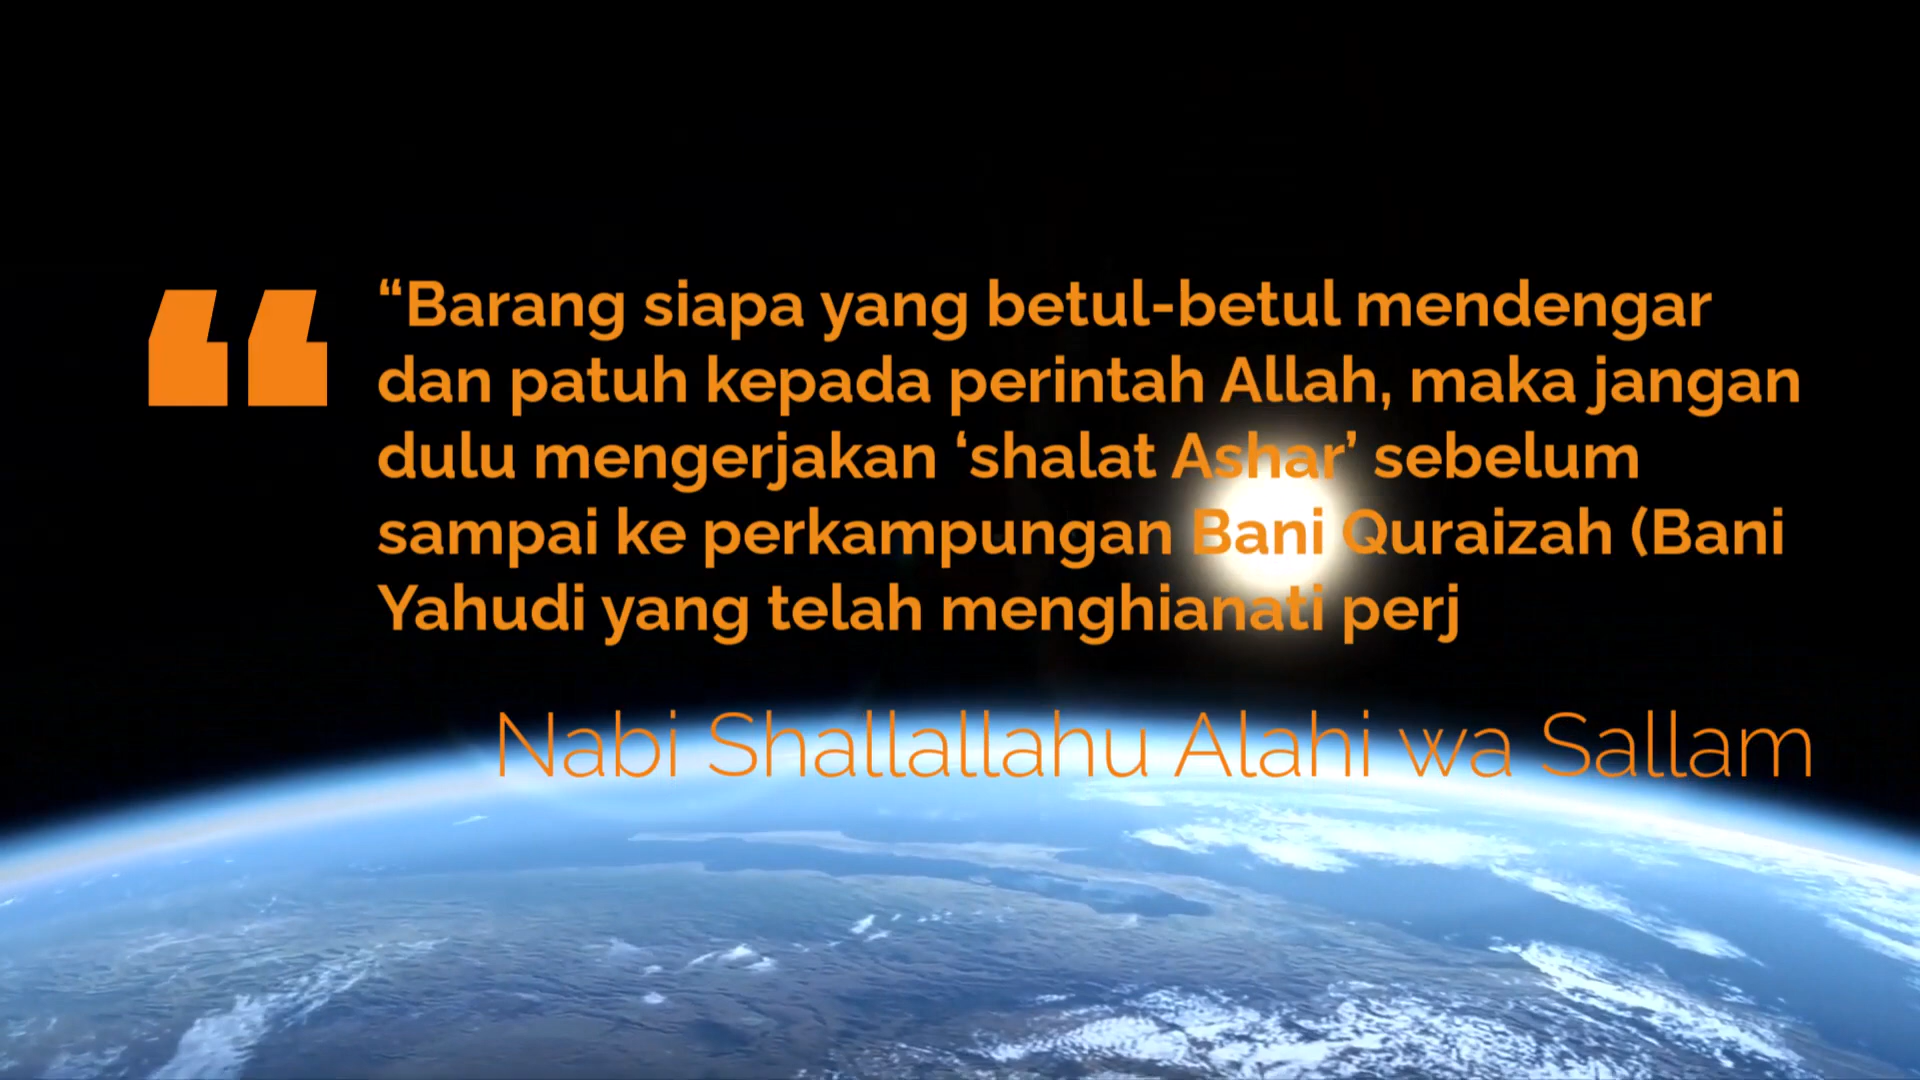 “Barang siapa yang betul-betul mendengar
dan patuh kepada perintah Allah, maka jangan
dulu mengerjakan ‘shalat Ashar’ sebelum
sampai ke perkampungan Bani Quraizah (Bani
Yahudi yang telah menghianati perj
Nabi Shallallahu Alahi wa Sallam